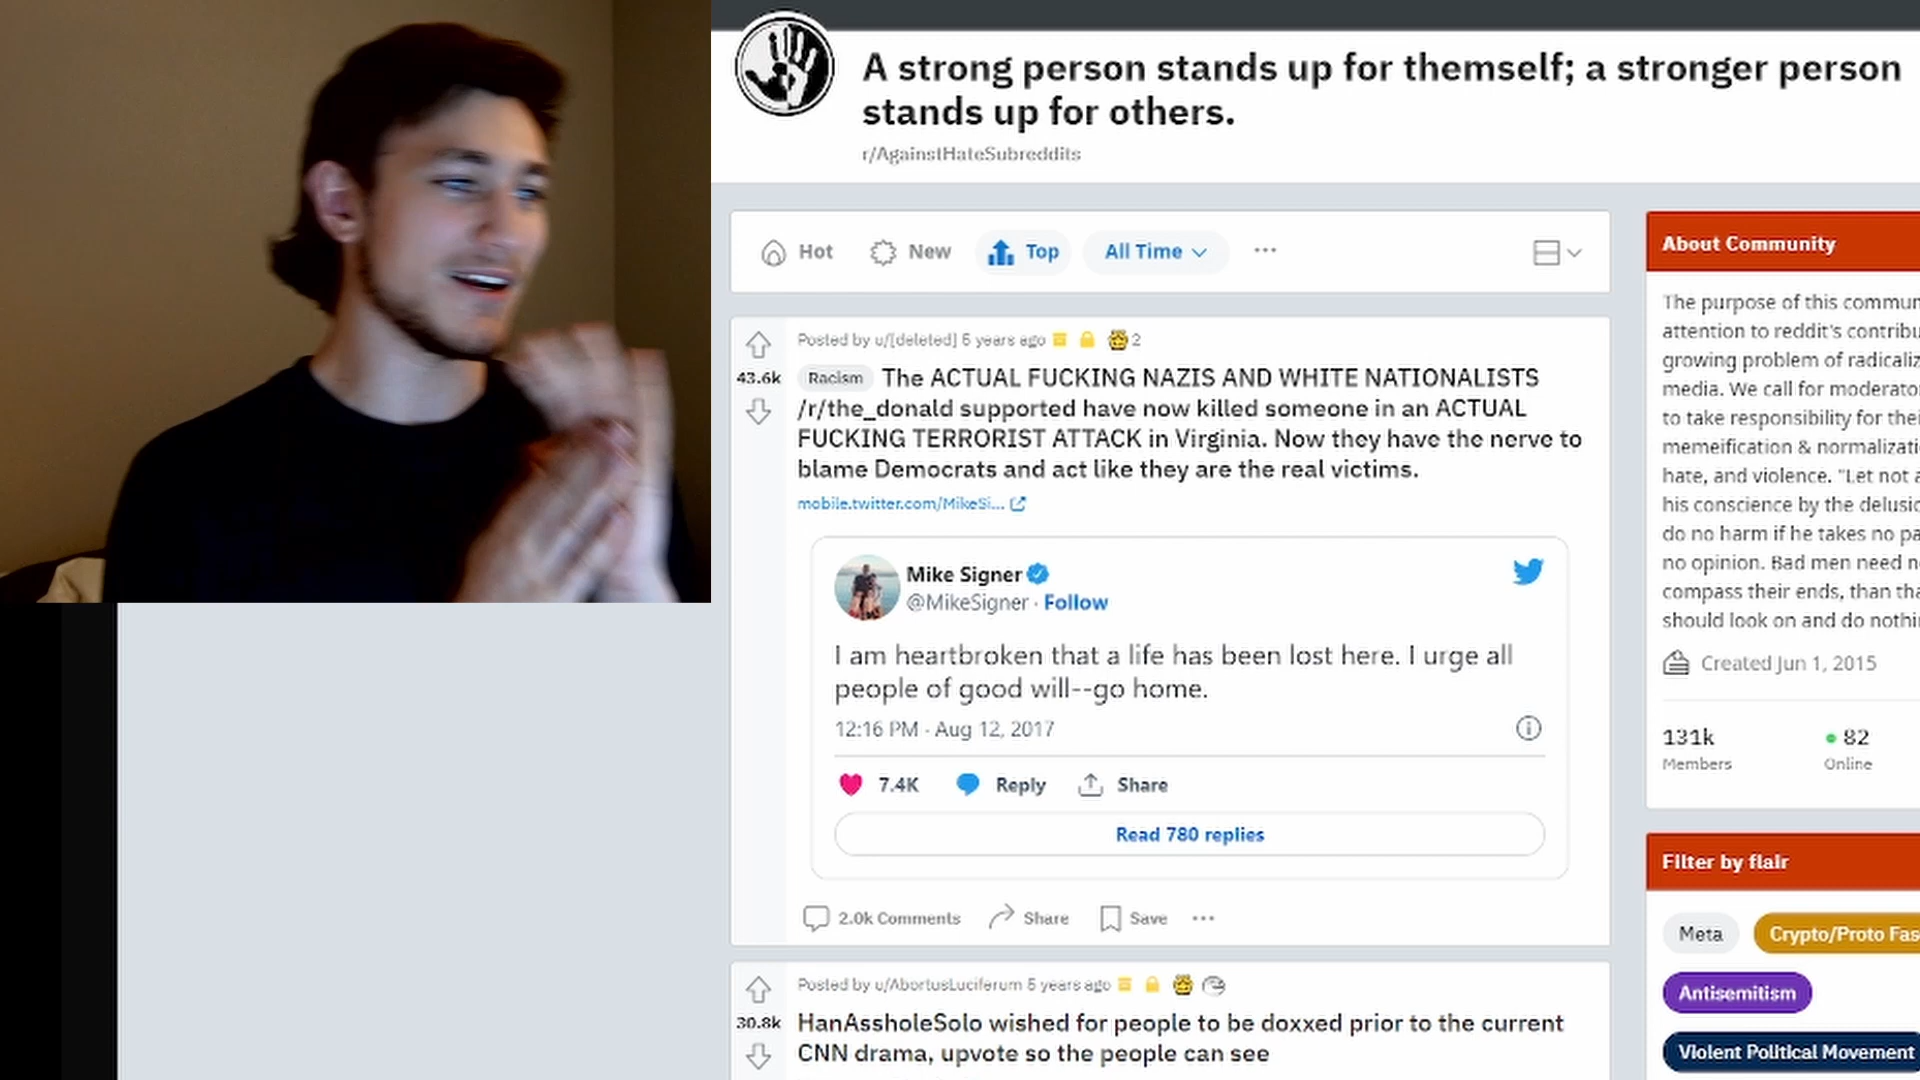 A strong person stands up for themself; a stronger person
stands up for others.
r/AgainstHateSubreddits
Hot
New
Top
All Time
Posted by u/[deleted] 5 years ago
2
43.6k
Racism The ACTUAL FUCKING NAZIS AND WHITE NATIONALISTS
/r/the_donald supported have now killed someone in an ACTUAL
FUCKING TERRORIST ATTACK in Virginia. Now they have the nerve to
blame Democrats and act like they are the real victims.
mobile.twitter.com/MikeSi...
Mike Signer
@MikeSigner · Follow
I am heartbroken that a life has been lost here. I urge all
people of good will--go home.
12:16 PM · Aug 12, 2017
7.4K
Reply
Share
Read 780 replies
2.0k Comments
Share
Save
Posted by u/AbortusLuciferum 5 years ago
30.8k
HanAssholeSolo wished for people to be doxxed prior to the current
CNN drama, upvote so the people can see
About Community
The purpose of this commun
attention to reddit's contribu
growing problem of radicaliz
media. We call for moderato
to take responsibility for thei
memeification & normalizati
hate, and violence. "Let not a
his conscience by the delusio
do no harm if he takes no pa
no opinion. Bad men need n
compass their ends, than tha
should look on and do nothin
Created Jun 1, 2015
131k
Members
82
Online
Filter by flair
Meta
Crypto/Proto Fas
Antisemitism
Violent Political Movement